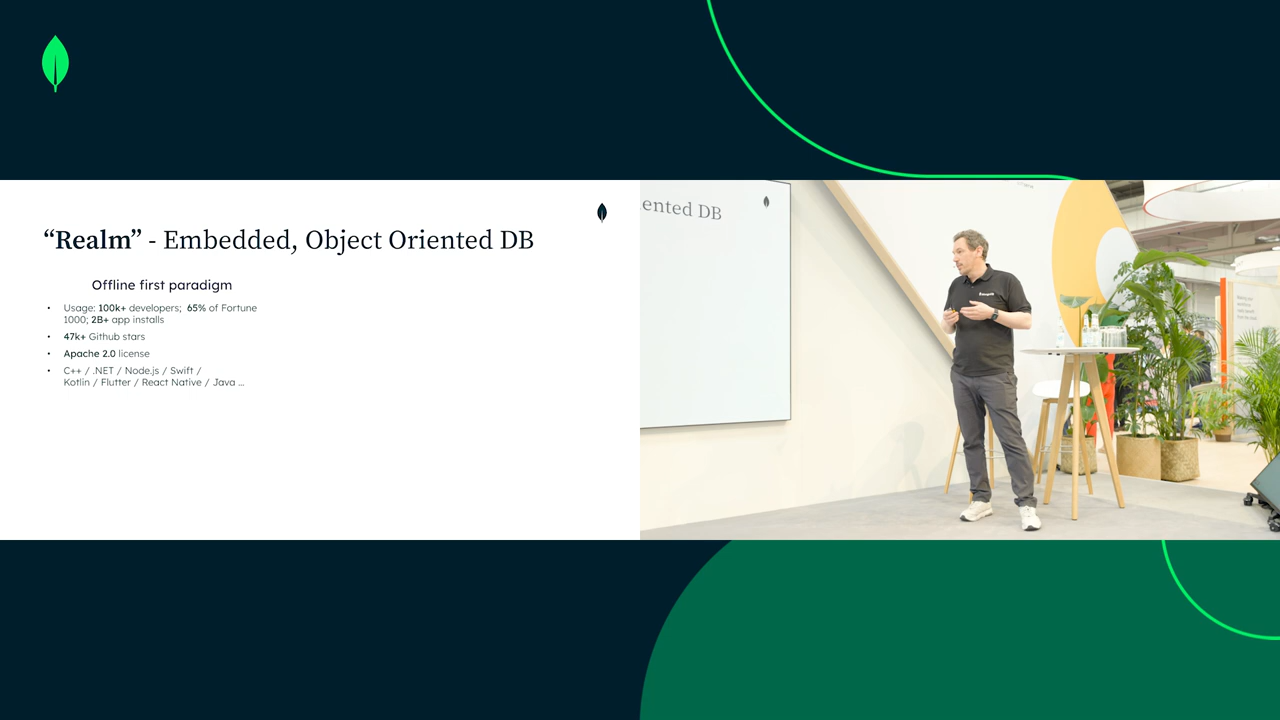 “Realm” - Embedded, Object Oriented DB
Offline first paradigm
• Usage: 100k+ developers; 65% of Fortune
1000; 2B+ app installs
• 47k+ Github stars
• Apache 2.0 license
• C++ / .NET / Node.js / Swift /
Kotlin / Flutter / React Native / Java ...
ented DB